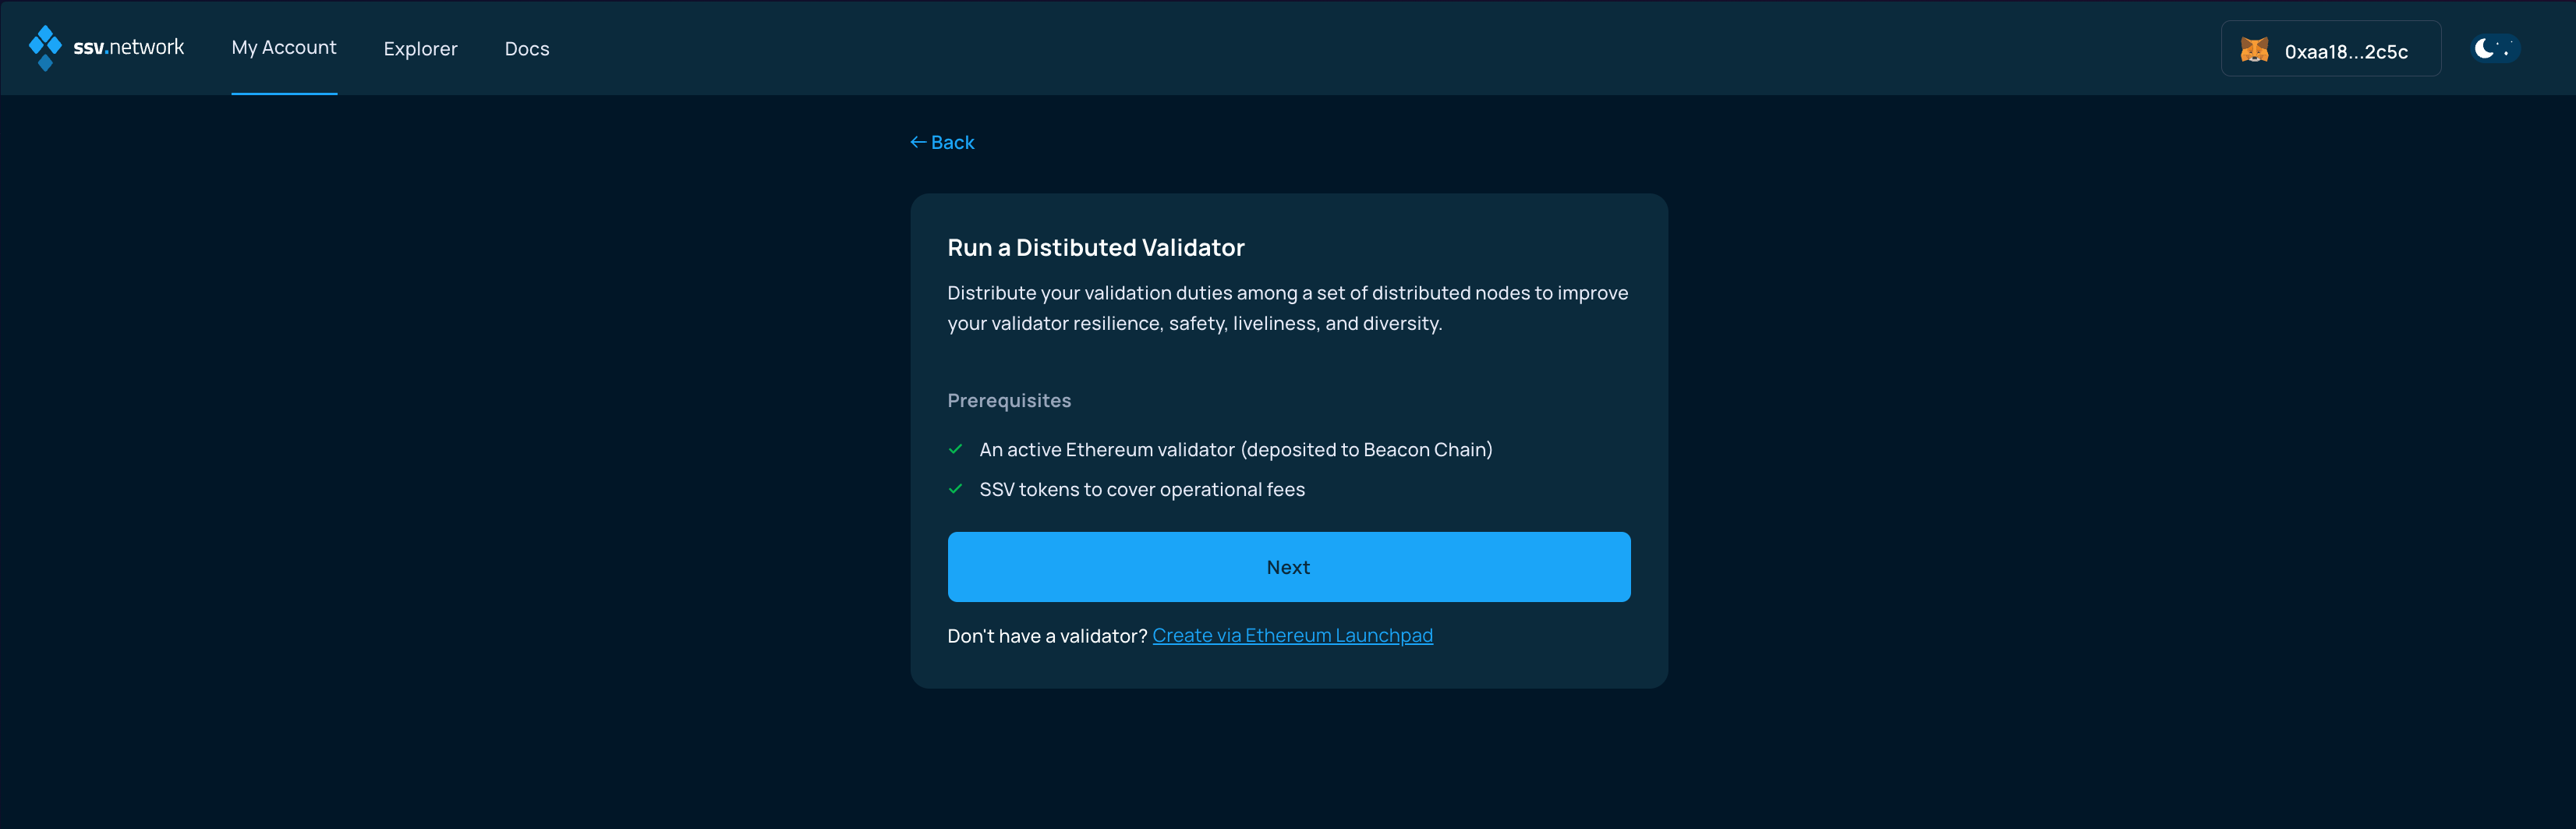 ssv.network
My Account
Explorer
Docs
0xaa18...2c5c
← Back
Run a Distibuted Validator
Distribute your validation duties among a set of distributed nodes to improve
your validator resilience, safety, liveliness, and diversity.
Prerequisites
An active Ethereum validator (deposited to Beacon Chain)
SSV tokens to cover operational fees
Next
Don't have a validator? Create via Ethereum Launchpad